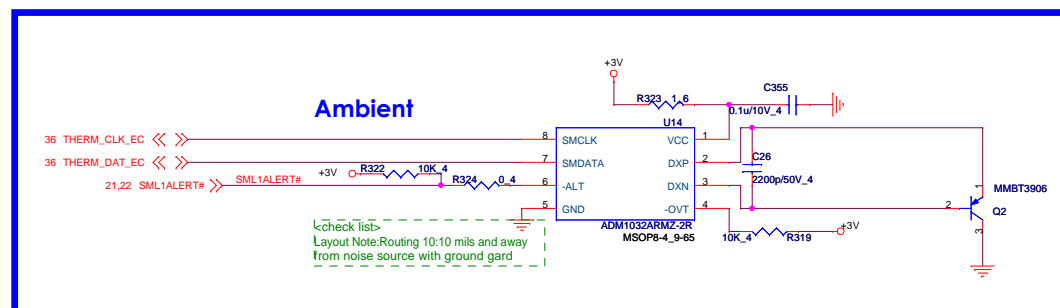 +3V
C355
R323
1_6
0.1u/10V_4
Ambient
U14
36 THERM_CLK_EC
8
SMCLK
VCC
1
36 THERM_DAT_EC
7
SMDATA
DXP
2
C26
2200p/50V_4
+3V
R322
10K_4
21,22 SML1ALERT#
SML1ALERT#
R324
0_4
6
-ALT
DXN
3
1
MMBT3906
2
Q2
3
5
GND
-OVT
4
ADM1032ARMZ-2R
MSOP8-4_9-65
10K_4
R319
+3V
<check list>
Layout Note:Routing 10:10 mils and away
from noise source with ground gard